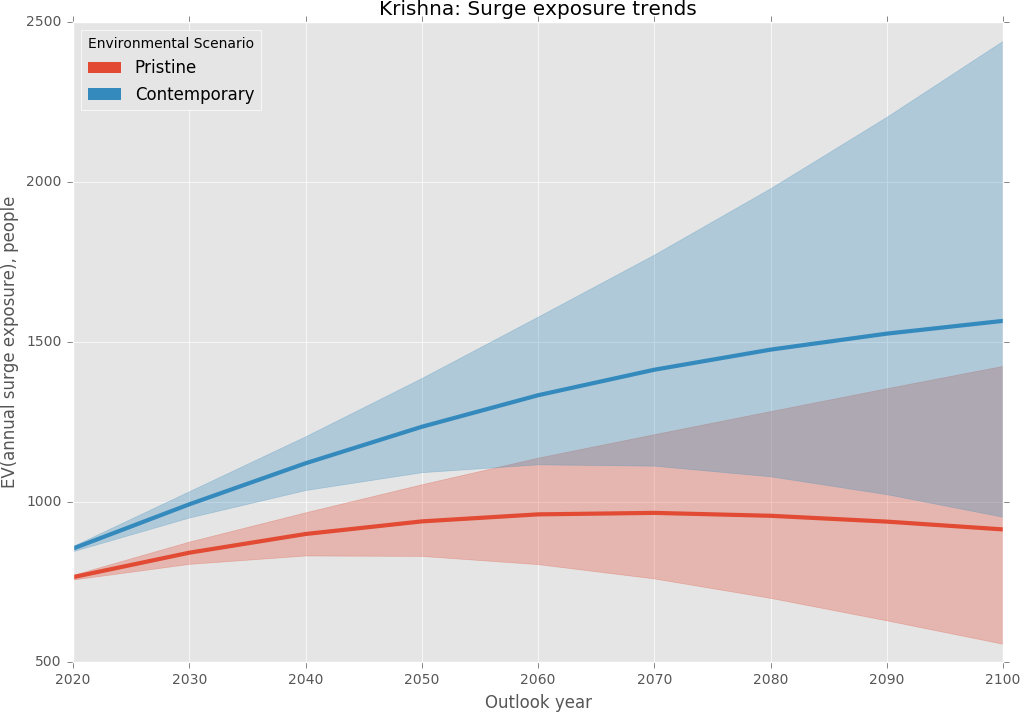 Krishna: Surge exposure trends
Environmental Scenario
Pristine
Contemporary
EV(annual surge exposure), people
2500
2000
1500
1000
500
2020 2030 2040 2050 2060 2070 2080 2090 2100
Outlook year